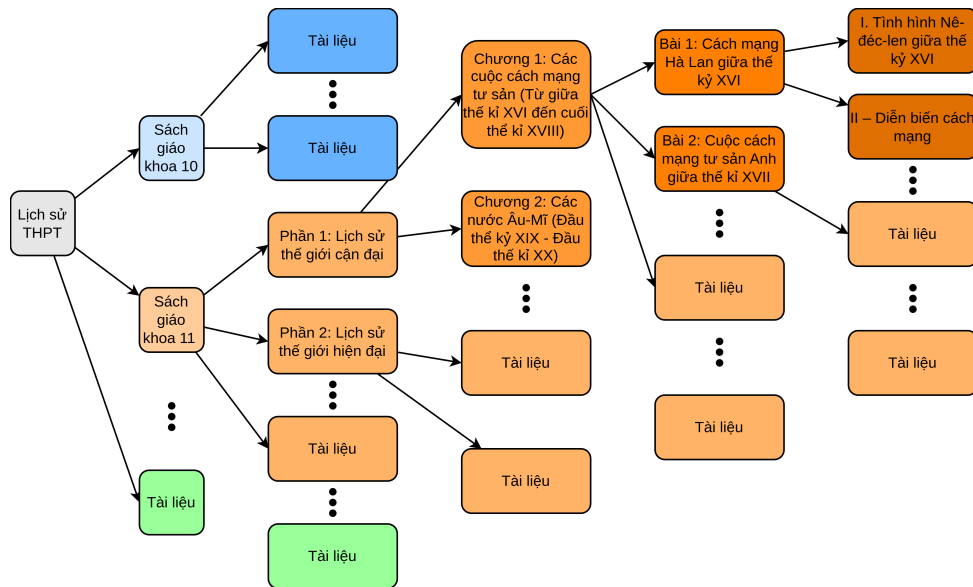 Lịch sử
THPT
Sách
giáo
khoa 10
Sách
giáo
khoa 11
Tài liệu
Tài liệu
Tài liệu
Phần 1: Lịch sử
thế giới cận đại
Phần 2: Lịch sử
thế giới hiện đại
Tài liệu
Tài liệu
Chương 1: Các
cuộc cách mạng
tư sản (Từ giữa
thế kỉ XVI đến cuối
thế kỉ XVIII)
Chương 2: Các
nước Âu-Mĩ (Đầu
thể kỷ XIX - Đầu
thế kỉ XX)
Tài liệu
Tài liệu
Bài 1: Cách mạng
Hà Lan giữa thế
kỷ XVI
Bài 2: Cuộc cách
mạng tư sản Anh
giữa thế kỉ XVII
Tài liệu
Tài liệu
I. Tình hình Nê-
đéc-len giữa thế
kỷ XVI
II – Diễn biến cách
mạng
Tài liệu
Tài liệu